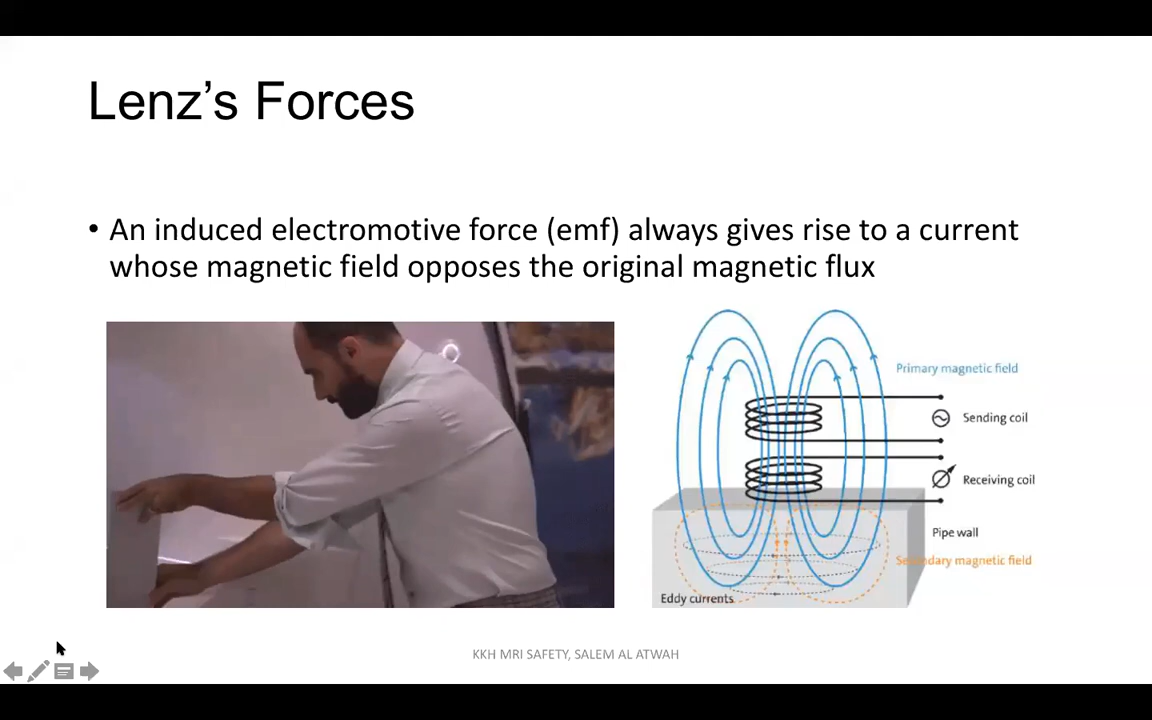 Lenz’s Forces
• An induced electromotive force (emf) always gives rise to a current
whose magnetic field opposes the original magnetic flux
Primary magnetic field
Sending coil
Receiving coil
Pipe wall
Secondary magnetic field
Eddy currents
KKH MRI SAFETY, SALEM AL ATWAH